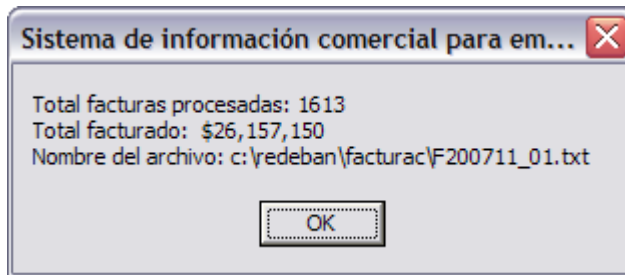 Sistema de información comercial para em...
Total facturas procesadas: 1613
Total facturado: $26,157,150
Nombre del archivo: c:\redeban\facturac\F200711_01.txt
OK